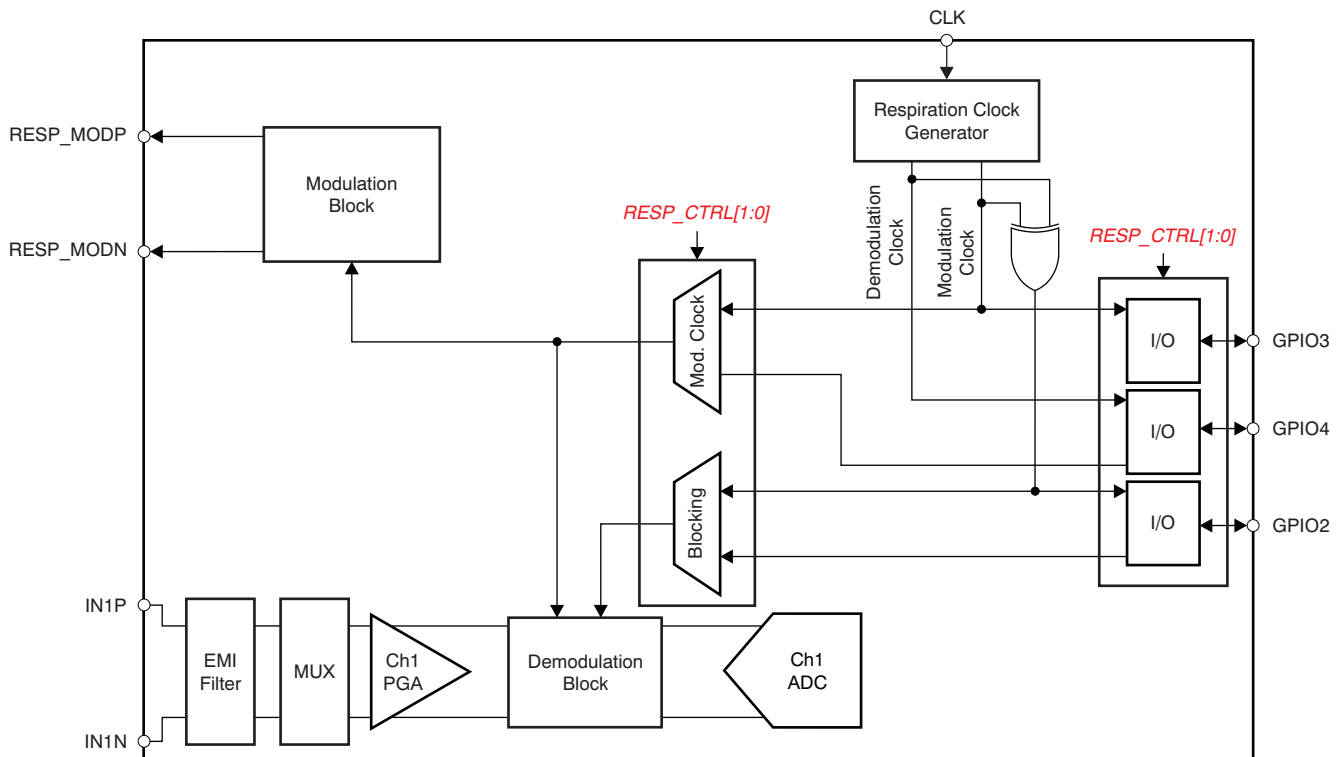 CLK
RESP_MODP
Modulation
Block
RESP_MODN
Respiration Clock
Generator
Demodulation
Clock
Modulation
Clock
RESP_CTRL[1:0]
RESP_CTRL[1:0]
Mod. Clock
Blocking
I/O
GPIO3
I/O
GPIO4
I/O
GPIO2
IN1P
IN1N
EMI
Filter
MUX
Ch1
PGA
Demodulation
Block
Ch1
ADC